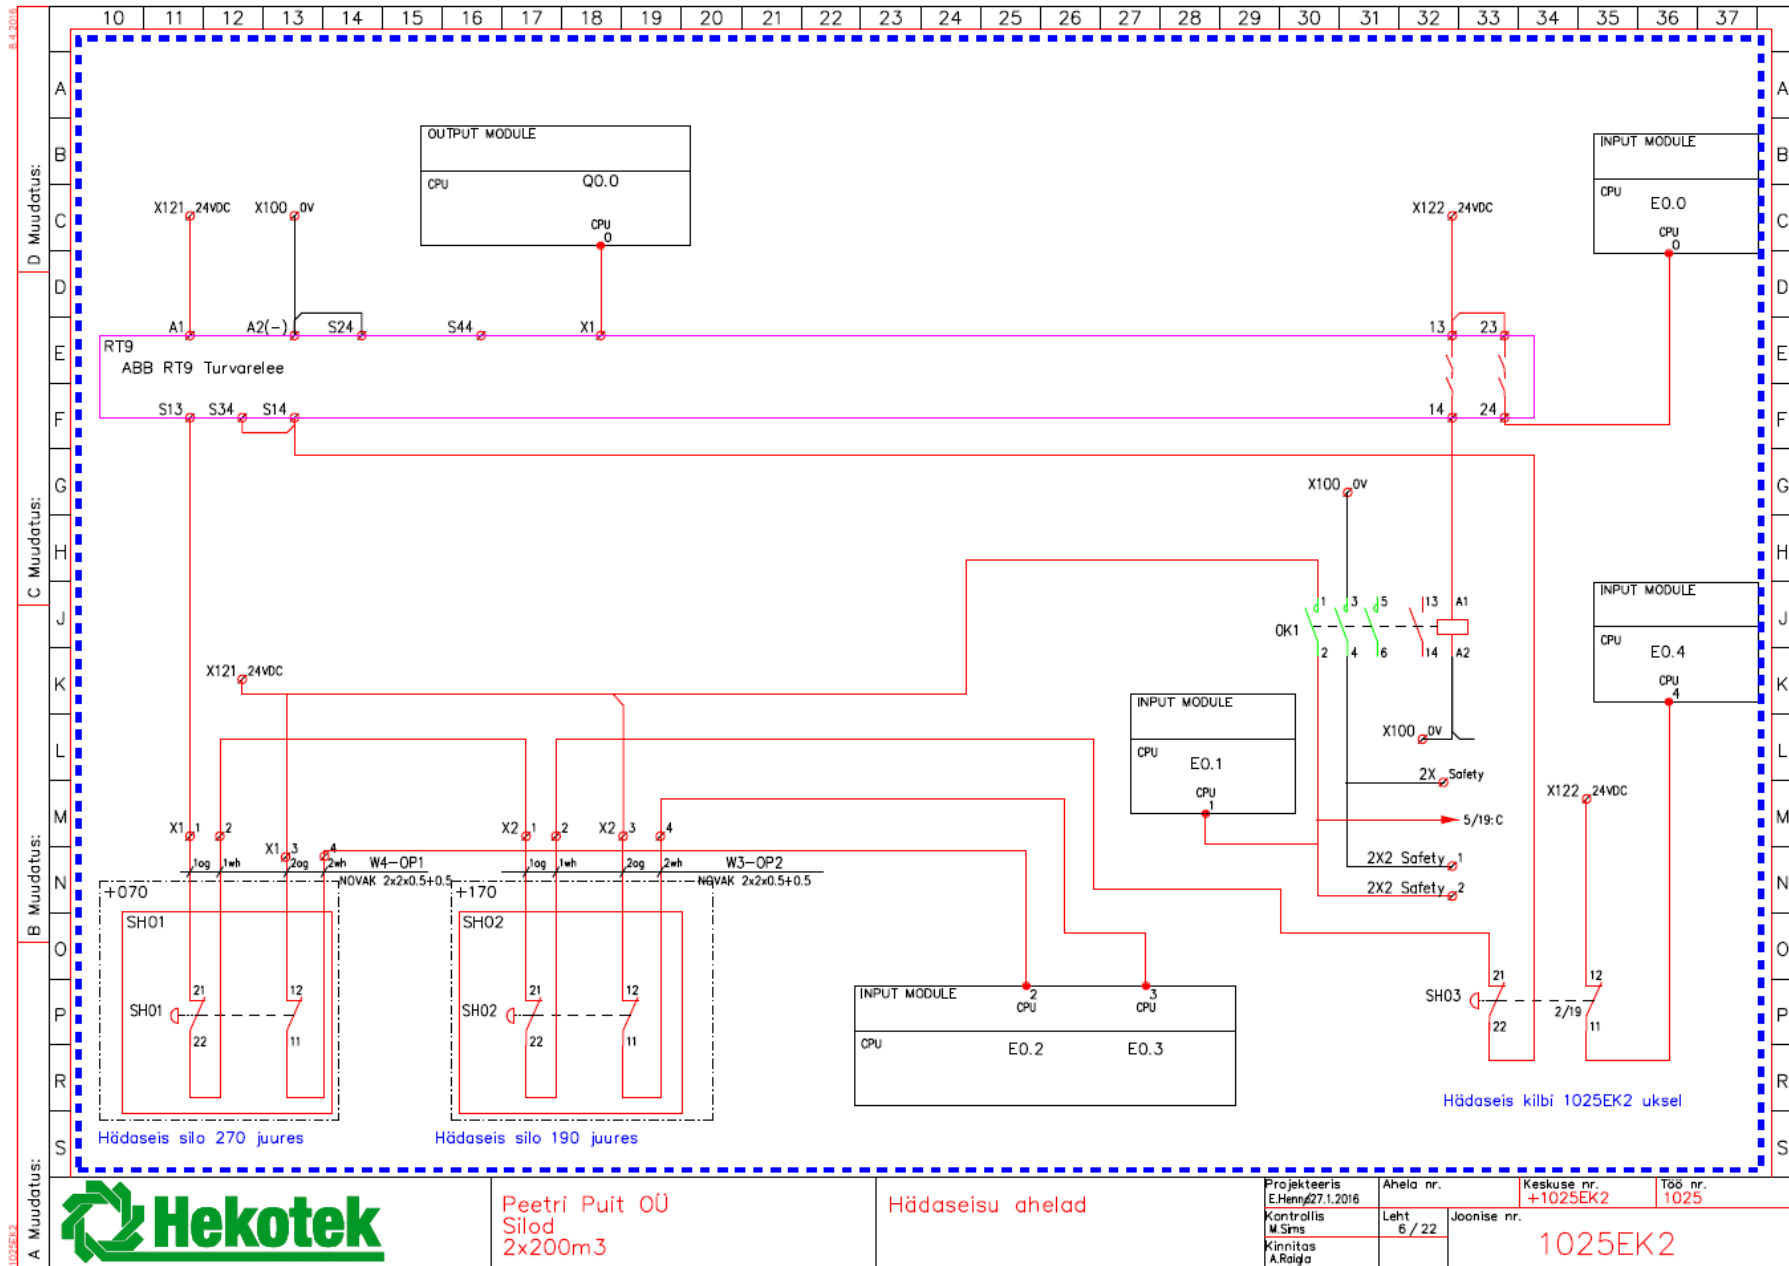 10 11 12 13 14 15 16 17 18 19 20 21 22 23 24 25 26 27 28 29 30 31 32 33 34 35 36 37
8.4.2016
A A
B B
C C
D D
E E
F F
G G
H H
J J
K K
L L
M M
N N
O O
P P
R R
S S
D Muudatus:
C Muudatus:
B Muudatus:
A Muudatus:
1025EK2
OUTPUT MODULE
CPU Q0.0
CPU
0
INPUT MODULE
CPU E0.0
CPU
0
X121 24VDC X100 0V
X122 24VDC
A1 A2(-) S24 S44 X1 13 23
RT9
ABB RT9 Turvarelee
S13 S34 S14 14 24
X100 0V
INPUT MODULE
CPU E0.4
CPU
4
1 3 5 13 A1
0K1
2 4 6 14 A2
X121 24VDC
INPUT MODULE
CPU E0.1
CPU
1
X100 0V
2X Safety
X122 24VDC
5/19:C
2X2 Safety 1
2X2 Safety 2
X1 1 2 X1 3 4
X2 1 2 X2 3 4
1og 1wh 2og 2wh W4-OP1
NOVAK 2x2x0.5+0.5
1og 1wh 2og 2wh W3-OP2
NOVAK 2x2x0.5+0.5
+070
SH01
21 12
SH01
22 11
+170
SH02
21 12
SH02
22 11
INPUT MODULE 2 3
CPU CPU
CPU E0.2 E0.3
21 12
SH03 2/19
22 11
Hädaseis silo 270 juures
Hädaseis silo 190 juures
Hädaseis kilbi 1025EK2 uksel
Hekotek
Peetri Puit OÜ
Silod
2x200m3
Hädaseisu ahelad
Projekteeris
E.Henny/27.1.2016
Kontrollis
M.Sims
Kinnitas
A.Raigla
Ahela nr.
Leht
6 / 22
Keskuse nr.
+1025EK2
Töö nr.
1025
Joonise nr.
1025EK2